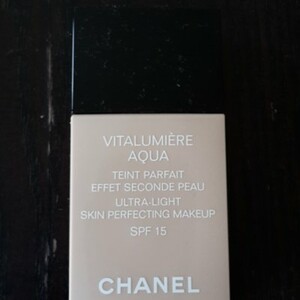 VITALUMIÈRE
AQUA
TEINT PARFAIT
EFFET SECONDE PEAU
ULTRA-LIGHT
SKIN PERFECTING MAKEUP
SPF 15
CHANEL